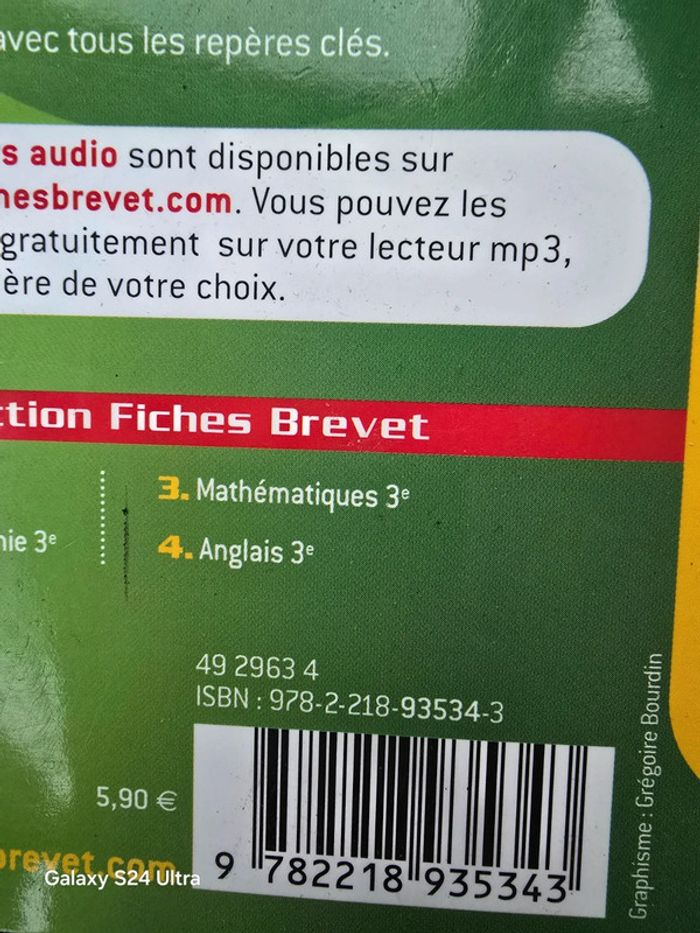 avec tous les repères clés.
s audio sont disponibles sur
hesbrevet.com. Vous pouvez les
gratuitement sur votre lecteur mp3,
ère de votre choix.
ction Fiches Brevet
3. Mathématiques 3e
nie 3e
4. Anglais 3e
49 2963 4
ISBN : 978-2-218-93534-3
5,90 €
brevet.com
Galaxy S24 Ultra
9 782218 935343
Graphisme : Grégoire Bourdin